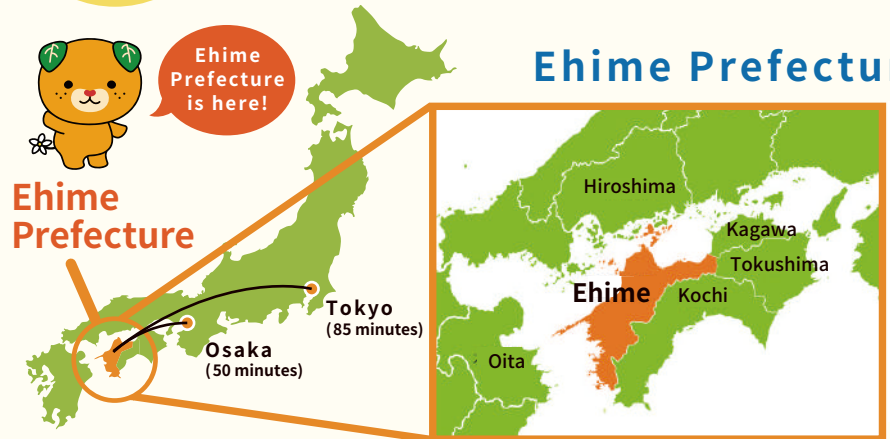 Ehime
Prefecture
is here!
Ehime Prefectu
Ehime
Prefecture
Tokyo
(85 minutes)
Osaka
(50 minutes)
Hiroshima
Kagawa
Tokushima
Ehime
Kochi
Oita